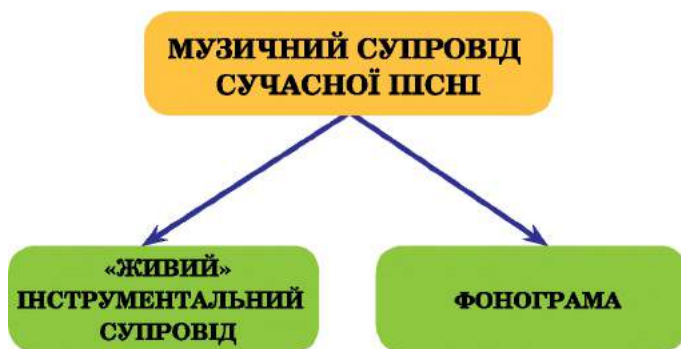 МУЗИЧНИЙ СУПРОВІД
СУЧАСНОЇ ПІСНІ
«ЖИВИЙ»
ІНСТРУМЕНТАЛЬНИЙ
СУПРОВІД
ФОНОГРАМА